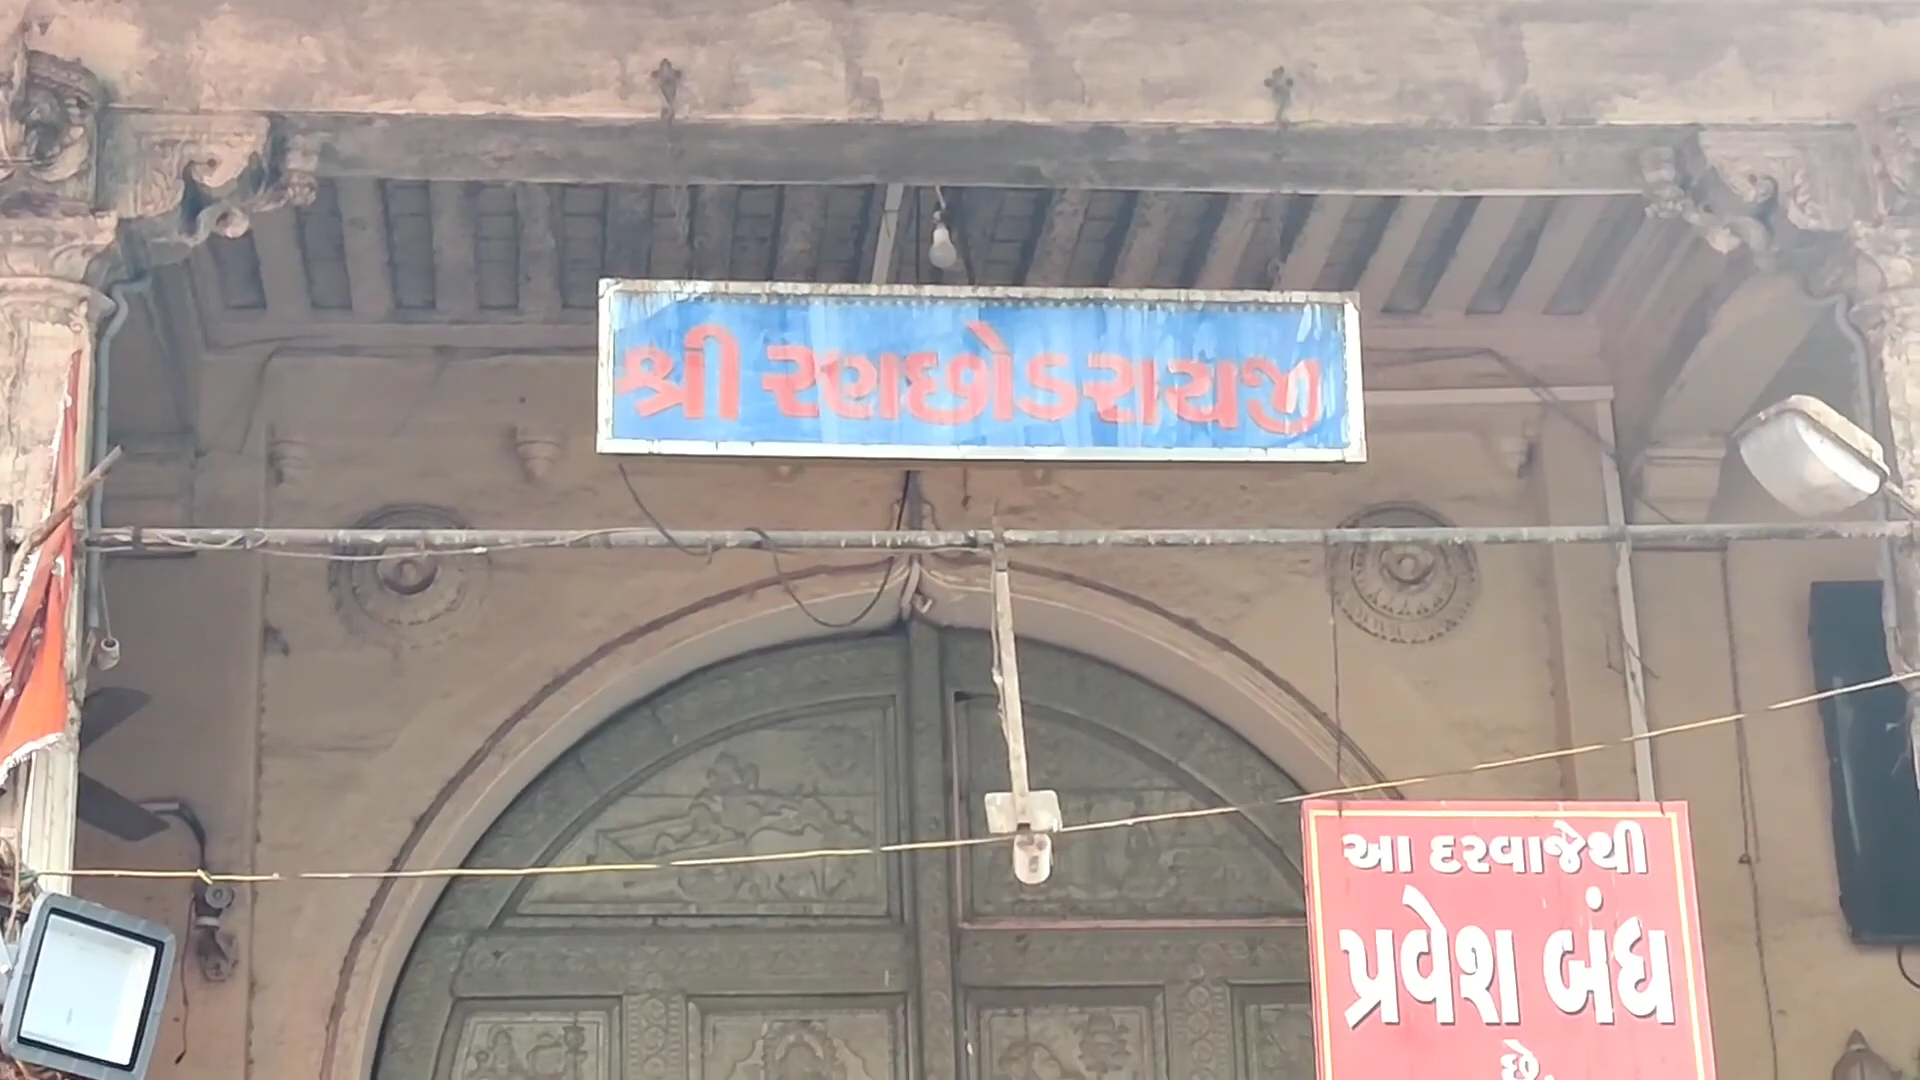 શ્રી રણછોડરાયજી
આ દરવાજેથી
પ્રવેશ બંધ
છે.